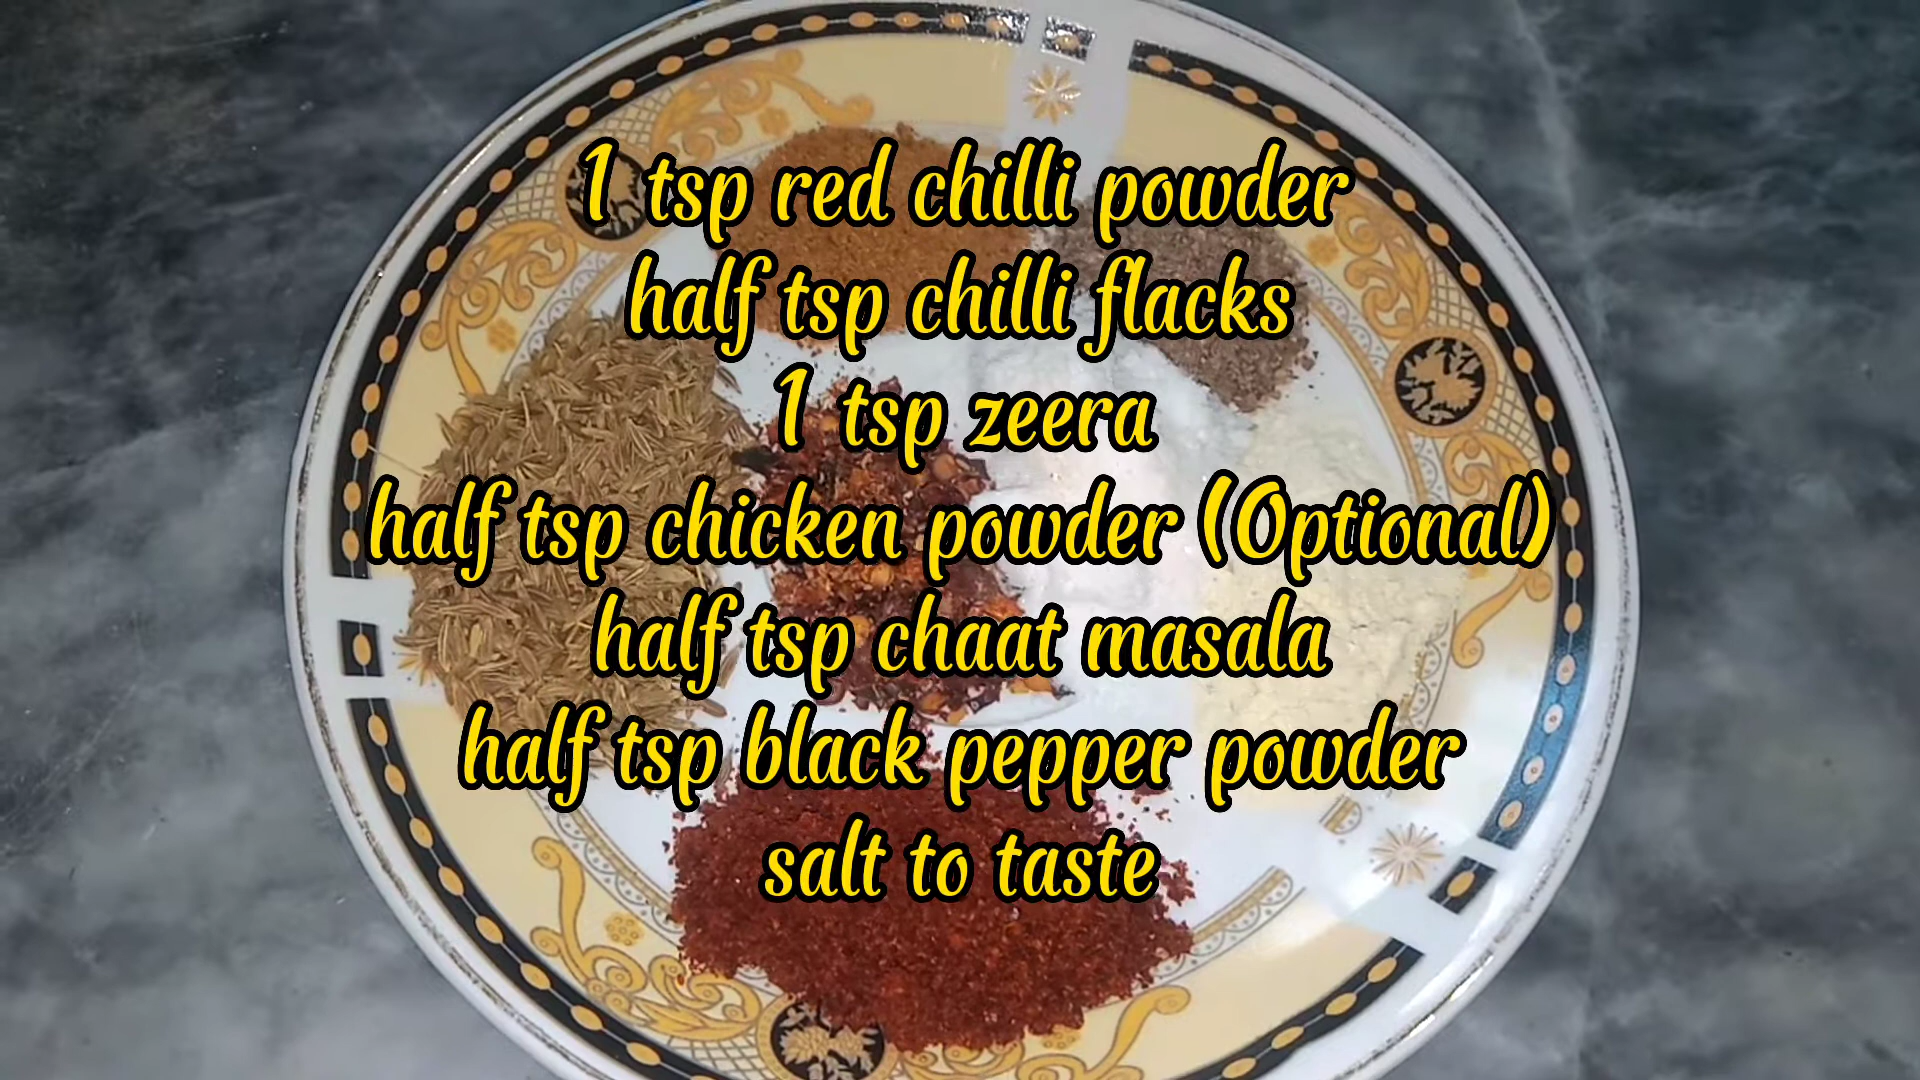 1 tsp red chilli powder
half tsp chilli flacks
1 tsp zeera
half tsp chicken powder (Optional)
half tsp chaat masala
half tsp black pepper powder
salt to taste